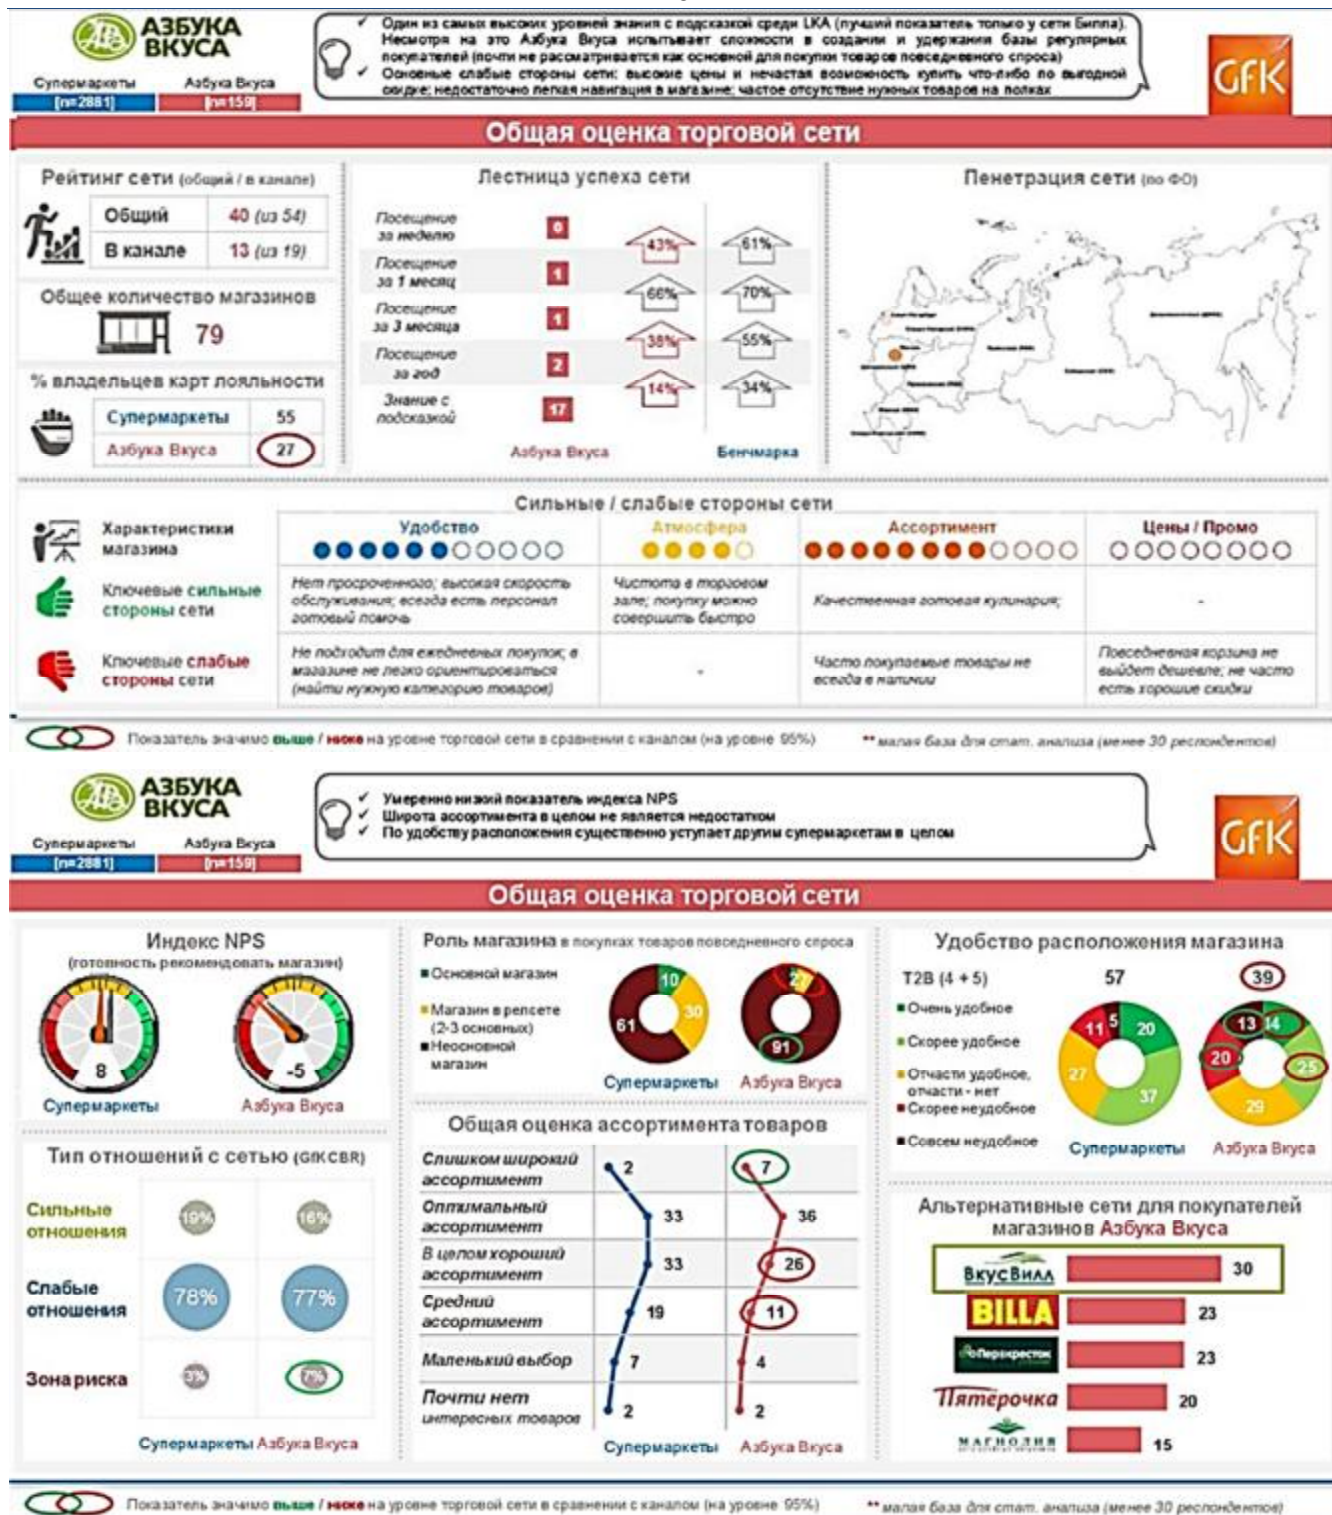 АЗБУКА
ВКУСА
Супермаркеты Азбука Вкуса
[n=2881] [n=159]
✓ Один из самых высоких уровней знания с подсказкой среди LKA (лучший показатель только у сети Билла).
Несмотря на это Азбука Вкуса испытывает сложности в создании и удержании базы регулярных
покупателей (почти не рассматривается как основной для покупки товаров повседневного спроса)
✓ Основные слабые стороны сети: высокие цены и нечастая возможность купить что-либо по выгодной
скидке; недостаточно легкая навигация в магазине; частое отсутствие нужных товаров на полках
GFK
Общая оценка торговой сети
Рейтинг сети (общий / в канале)
Общий 40 (из 54)
В канале 13 (из 19)
Общее количество магазинов
79
% владельцев карт лояльности
Супермаркеты 55
Азбука Вкуса 27
Лестница успеха сети
Посещение
за неделю
0
43% 61%
Посещение
за 1 месяц
1
66% 70%
Посещение
за 3 месяца
1
38% 55%
Посещение
за год
2
14% 34%
Знание с
подсказкой
17
Азбука Вкуса Бенчмарка
Пенетрация сети (по ФО)
Сильные / слабые стороны сети
Характеристики
магазина
Удобство Атмосфера Ассортимент Цены / Промо
Ключевые сильные
стороны сети
Нет просроченного; высокая скорость
обслуживания; всегда есть персонал
готовый помочь
Чистота в торговом
зале; покупку можно
совершить быстро
Качественная готовая кулинария;
-
Ключевые слабые
стороны сети
Не подходит для ежедневных покупок; в
магазине не легко ориентироваться
(найти нужную категорию товаров)
-
Часто покупаемые товары не
всегда в наличии
Повседневная корзина не
выйдет дешевле; не часто
есть хорошие скидки
Показатель значимо выше / ниже на уровне торговой сети в сравнении с каналом (на уровне 95%)
** малая база для стат. анализа (менее 30 респондентов)
АЗБУКА
ВКУСА
Супермаркеты Азбука Вкуса
[n=2881] [n=159]
✓ Умеренно низкий показатель индекса NPS
✓ Широта ассортимента в целом не является недостатком
✓ По удобству расположения существенно уступает другим супермаркетам в целом
GFK
Общая оценка торговой сети
Индекс NPS
(готовность рекомендовать магазин)
8 -5
Супермаркеты Азбука Вкуса
Тип отношений с сетью (GfK CBR)
Сильные
отношения
19% 16%
Слабые
отношения
78% 77%
Зона риска 3% 7%
Супермаркеты Азбука Вкуса
Роль магазина в покупках товаров повседневного спроса
Основной магазин
Магазин в репсете
(2-3 основных)
Неосновной
магазин
10
30
61
2 7
91
Супермаркеты Азбука Вкуса
Общая оценка ассортимента товаров
Слишком широкий
ассортимент
2 7
Оптимальный
ассортимент
33 36
В целом хороший
ассортимент
33 26
Средний
ассортимент
19 11
Маленький выбор 7 4
Почти нет
интересных товаров
2 2
Супермаркеты Азбука Вкуса
Удобство расположения магазина
T2B (4 + 5) 57 39
Очень удобное
Скорее удобное
Отчасти удобное,
отчасти - нет
Скорее неудобное
Совсем неудобное
11 5 20
27
37
13 14
20
25
29
Супермаркеты Азбука Вкуса
Альтернативные сети для покупателей
магазинов Азбука Вкуса
ВкусВилл 30
BILLA 23
Перекресток 23
Пятёрочка 20
МАГНОЛИЯ 15
Показатель значимо выше / ниже на уровне торговой сети в сравнении с каналом (на уровне 95%)
** малая база для стат. анализа (менее 30 респондентов)